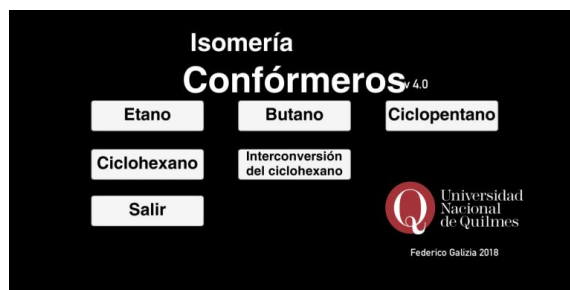 Isomería
Confórmeros v 4.0
Etano
Butano
Ciclopentano
Ciclohexano
Interconversión
del ciclohexano
Salir
Q
Universidad
Nacional
de Quilmes
Federico Galizia 2018